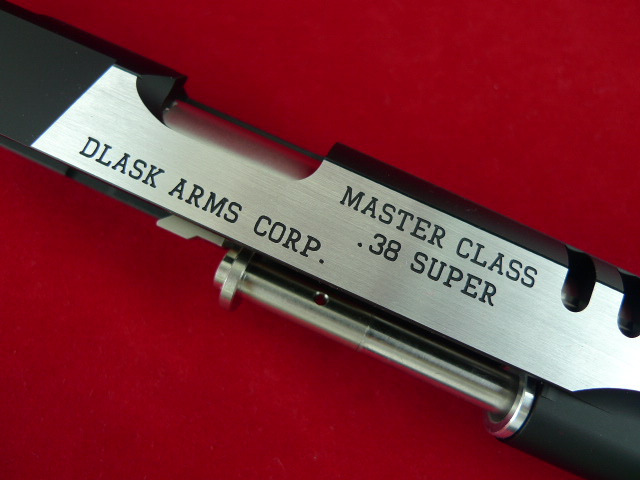 DLASK ARMS CORP.
MASTER CLASS
.38 SUPER